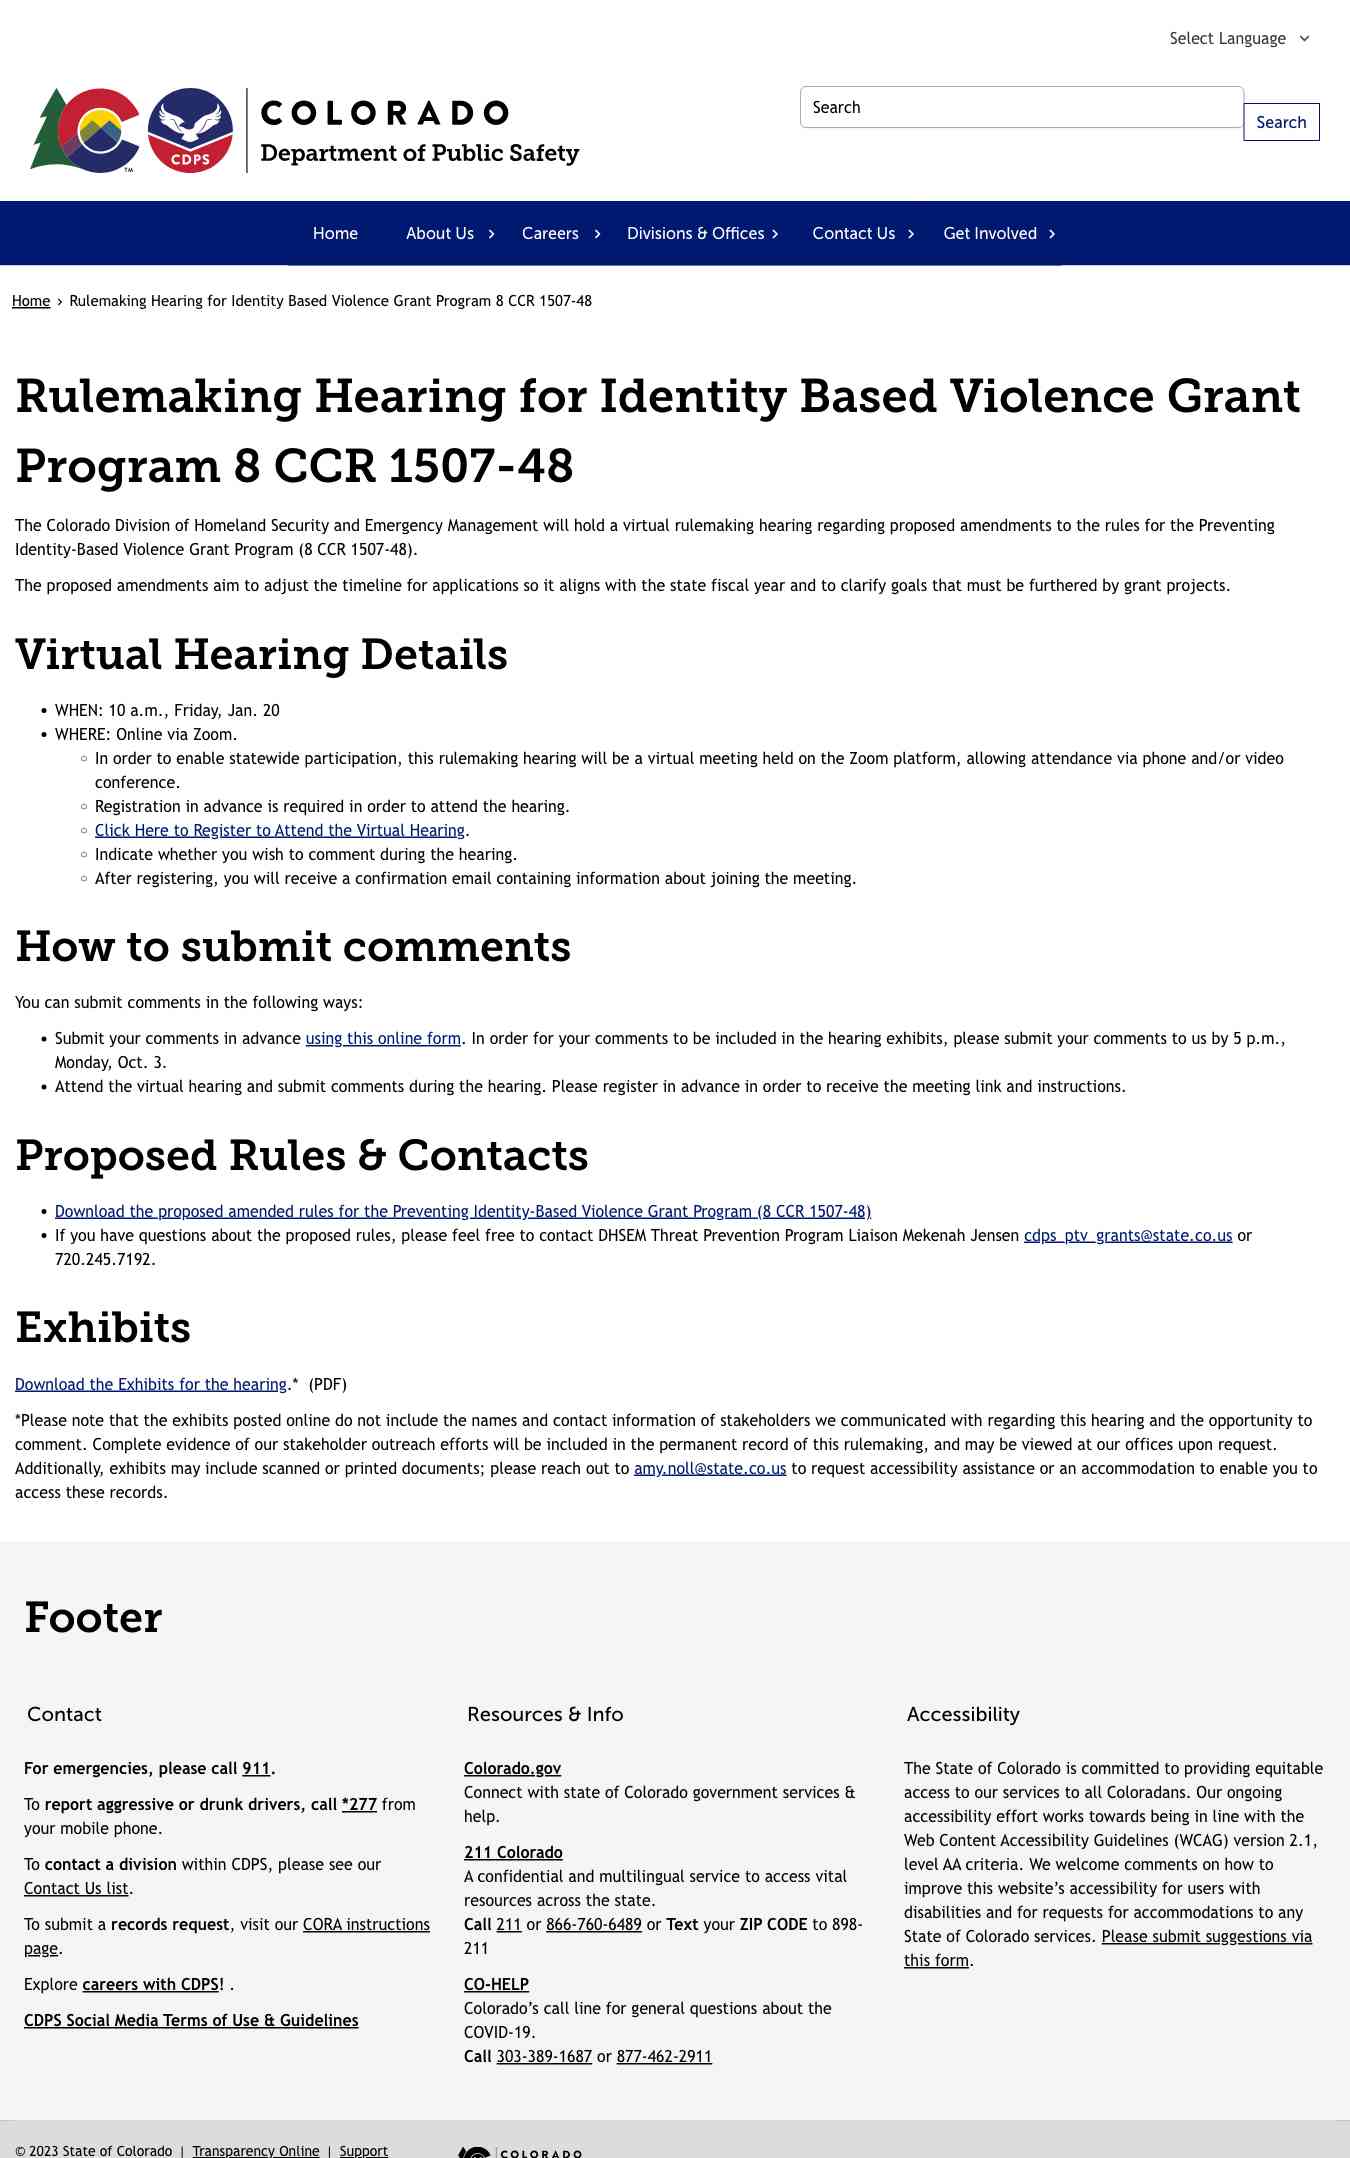 Select Language
COLORADO
Department of Public Safety
CDPS
TM
Search
Search
Home
About Us
Careers
Divisions & Offices
Contact Us
Get Involved
Home › Rulemaking Hearing for Identity Based Violence Grant Program 8 CCR 1507-48
Rulemaking Hearing for Identity Based Violence Grant
Program 8 CCR 1507-48
The Colorado Division of Homeland Security and Emergency Management will hold a virtual rulemaking hearing regarding proposed amendments to the rules for the Preventing
Identity-Based Violence Grant Program (8 CCR 1507-48).
The proposed amendments aim to adjust the timeline for applications so it aligns with the state fiscal year and to clarify goals that must be furthered by grant projects.
Virtual Hearing Details
• WHEN: 10 a.m., Friday, Jan. 20
• WHERE: Online via Zoom.
○ In order to enable statewide participation, this rulemaking hearing will be a virtual meeting held on the Zoom platform, allowing attendance via phone and/or video
conference.
○ Registration in advance is required in order to attend the hearing.
○ Click Here to Register to Attend the Virtual Hearing.
○ Indicate whether you wish to comment during the hearing.
○ After registering, you will receive a confirmation email containing information about joining the meeting.
How to submit comments
You can submit comments in the following ways:
• Submit your comments in advance using this online form. In order for your comments to be included in the hearing exhibits, please submit your comments to us by 5 p.m.,
Monday, Oct. 3.
• Attend the virtual hearing and submit comments during the hearing. Please register in advance in order to receive the meeting link and instructions.
Proposed Rules & Contacts
• Download the proposed amended rules for the Preventing Identity-Based Violence Grant Program (8 CCR 1507-48)
• If you have questions about the proposed rules, please feel free to contact DHSEM Threat Prevention Program Liaison Mekenah Jensen cdps_ptv_grants@state.co.us or
720.245.7192.
Exhibits
Download the Exhibits for the hearing.* (PDF)
*Please note that the exhibits posted online do not include the names and contact information of stakeholders we communicated with regarding this hearing and the opportunity to
comment. Complete evidence of our stakeholder outreach efforts will be included in the permanent record of this rulemaking, and may be viewed at our offices upon request.
Additionally, exhibits may include scanned or printed documents; please reach out to amy.noll@state.co.us to request accessibility assistance or an accommodation to enable you to
access these records.
Footer
Contact
For emergencies, please call 911.
To report aggressive or drunk drivers, call *277 from
your mobile phone.
To contact a division within CDPS, please see our
Contact Us list.
To submit a records request, visit our CORA instructions
page.
Explore careers with CDPS! .
CDPS Social Media Terms of Use & Guidelines
Resources & Info
Colorado.gov
Connect with state of Colorado government services &
help.
211 Colorado
A confidential and multilingual service to access vital
resources across the state.
Call 211 or 866-760-6489 or Text your ZIP CODE to 898-
211
CO-HELP
Colorado’s call line for general questions about the
COVID-19.
Call 303-389-1687 or 877-462-2911
Accessibility
The State of Colorado is committed to providing equitable
access to our services to all Coloradans. Our ongoing
accessibility effort works towards being in line with the
Web Content Accessibility Guidelines (WCAG) version 2.1,
level AA criteria. We welcome comments on how to
improve this website’s accessibility for users with
disabilities and for requests for accommodations to any
State of Colorado services. Please submit suggestions via
this form.
© 2023 State of Colorado | Transparency Online | Support
COLORADO